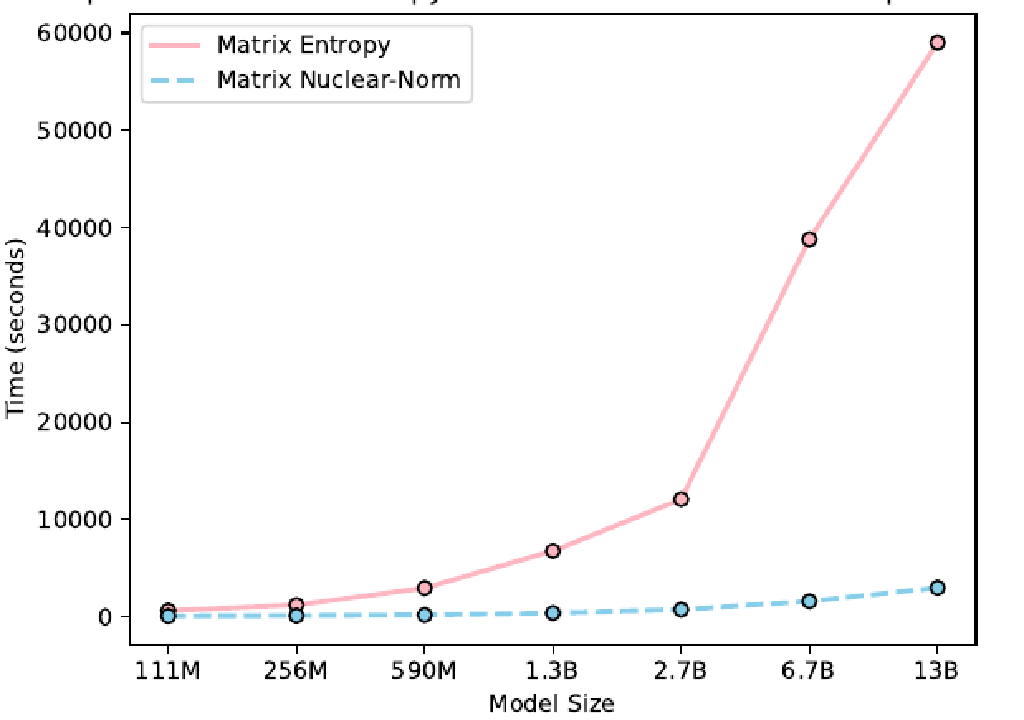 60000
50000
40000
30000
20000
10000
0
Time (seconds)
Matrix Entropy
Matrix Nuclear-Norm
111M 256M 590M 1.3B 2.7B 6.7B 13B
Model Size